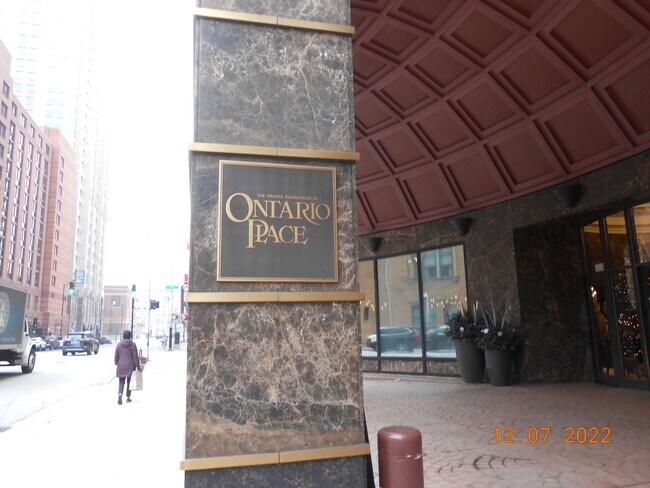 THE PRIVATE RESIDENCES AT
ONTARIO
PLACE
12.07.2022